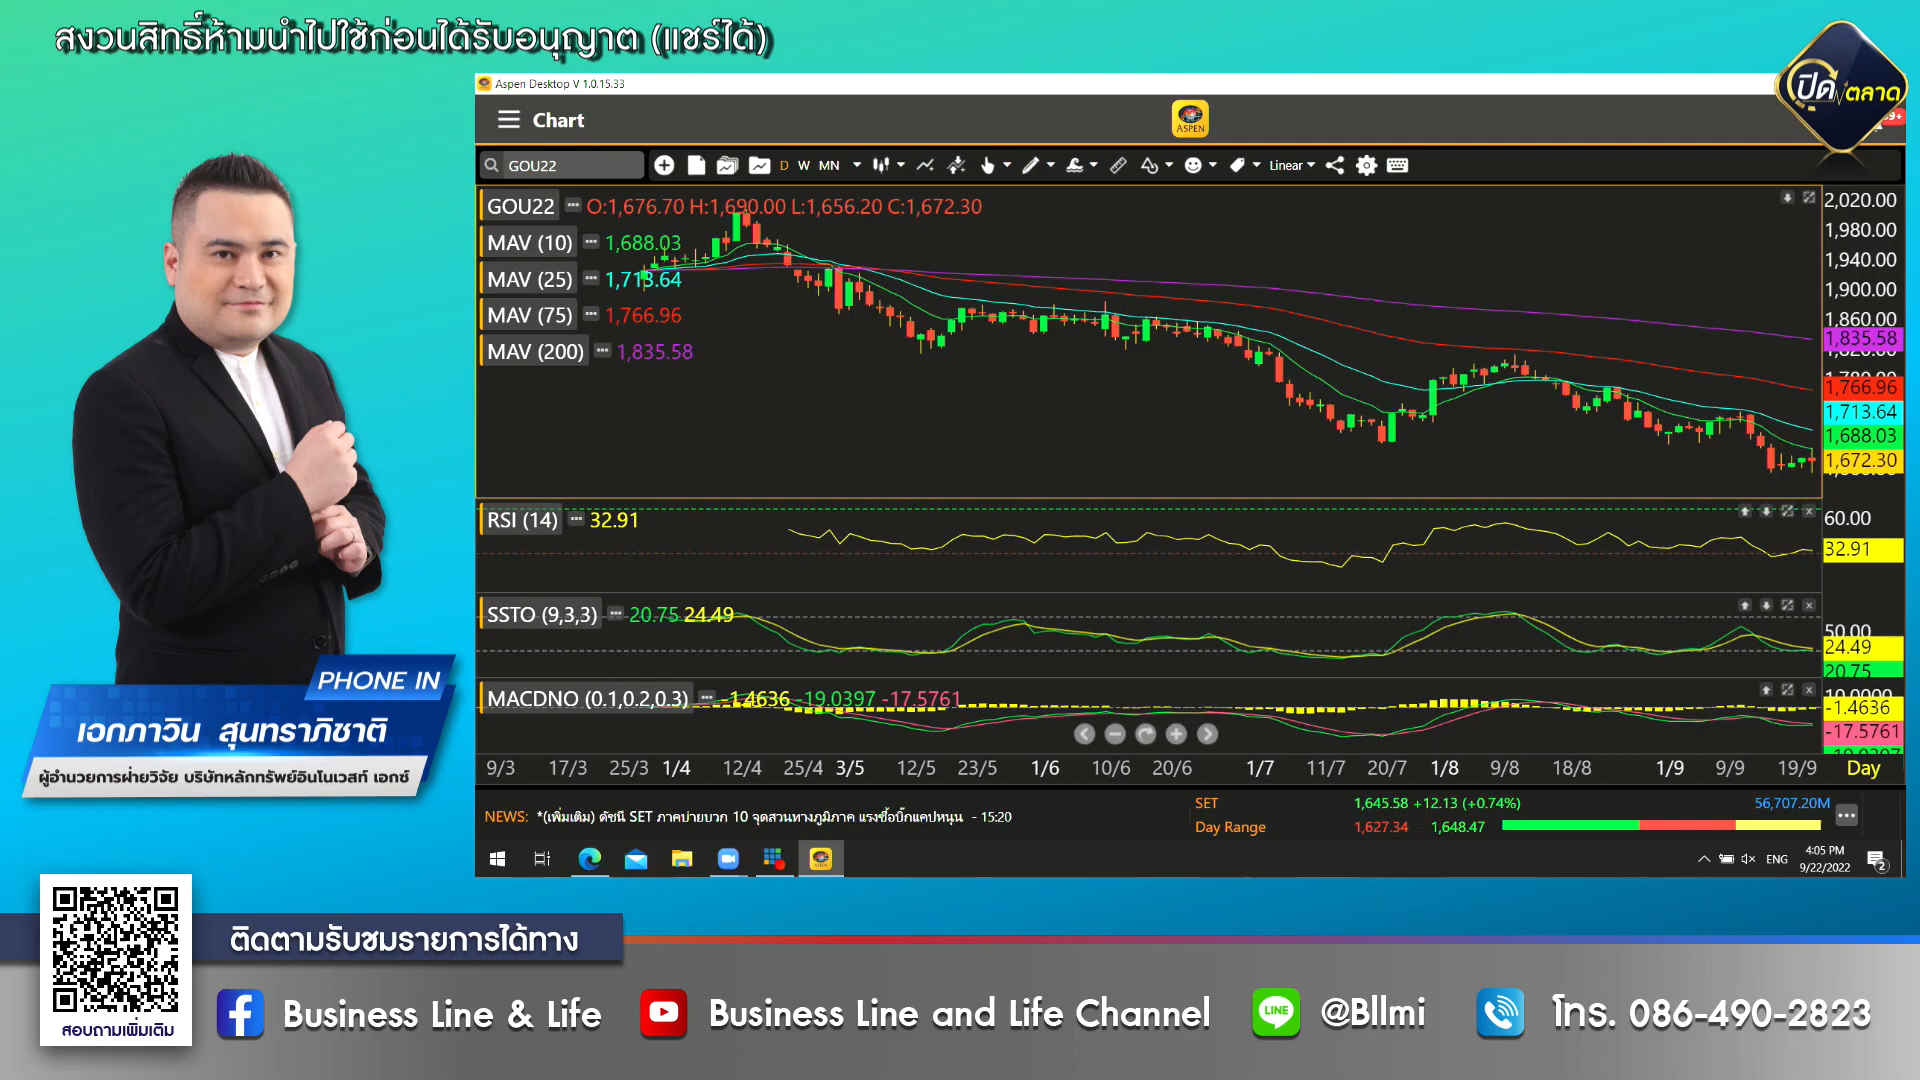 สงวนสิทธิ์ห้ามนำไปใช้ก่อนได้รับอนุญาต (แชร์ได้)
ปิดตลาด
Aspen Desktop V 1.0.15.33
Chart
ASPEN
GOU22
D W MN
Linear
GOU22 O:1,676.70 H:1,690.00 L:1,656.20 C:1,672.30
MAV (10) 1,688.03
MAV (25) 1,713.64
MAV (75) 1,766.96
MAV (200) 1,835.58
2,020.00
1,980.00
1,940.00
1,900.00
1,860.00
1,835.58
1,766.96
1,713.64
1,688.03
1,672.30
RSI (14) 32.91
60.00
32.91
SSTO (9,3,3) 20.75 24.49
50.00
24.49
20.75
MACDNO (0.1,0.2,0.3) -1.4636 -19.0397 -17.5761
10.0000
-1.4636
-17.5761
9/3 17/3 25/3 1/4 12/4 25/4 3/5 12/5 23/5 1/6 10/6 20/6 1/7 11/7 20/7 1/8 9/8 18/8 1/9 9/9 19/9 Day
NEWS: *(เพิ่มเติม) ดัชนี SET ภาคบ่ายบวก 10 จุดสวนทางภูมิภาค แรงซื้อบิ๊กแคปหนุน - 15:20
SET 1,645.58 +12.13 (+0.74%) 56,707.20M
Day Range 1,627.34 - 1,648.47
ENG
4:05 PM
9/22/2022
2
PHONE IN
เอกภาวิน สุนทราภิชาติ
ผู้อำนวยการฝ่ายวิจัย บริษัทหลักทรัพย์อินโนเวสท์ เอกซ์
สอบถามเพิ่มเติม
ติดตามรับชมรายการได้ทาง
Business Line & Life
Business Line and Life Channel
LINE
@Bllmi
โทร. 086-490-2823